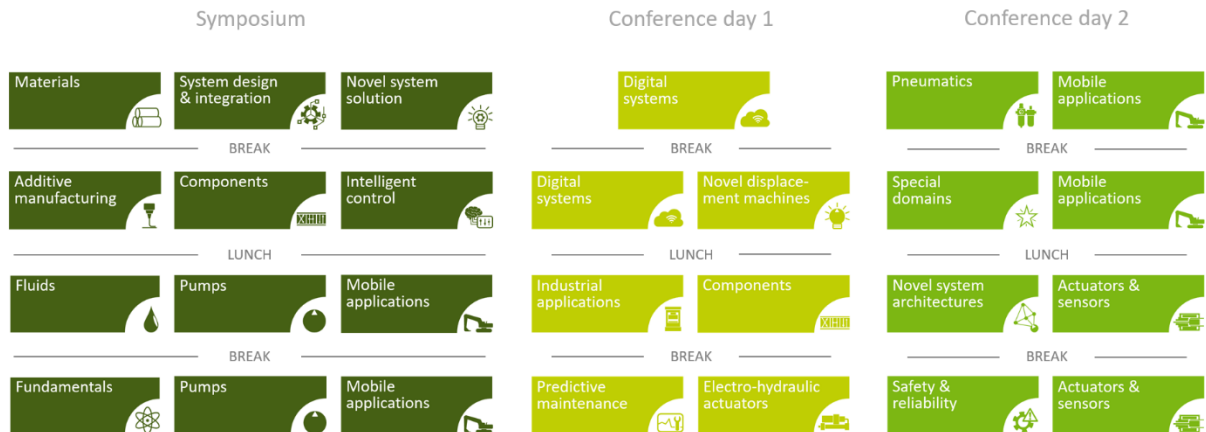 Symposium
Conference day 1
Conference day 2
Materials
System design
& integration
Novel system
solution
Digital
systems
Pneumatics
Mobile
applications
BREAK
BREAK
BREAK
Additive
manufacturing
Components
Intelligent
control
Digital
systems
Novel displace-
ment machines
Special
domains
Mobile
applications
LUNCH
LUNCH
LUNCH
Fluids
Pumps
Mobile
applications
Industrial
applications
Components
Novel system
architectures
Actuators &
sensors
BREAK
BREAK
BREAK
Fundamentals
Pumps
Mobile
applications
Predictive
maintenance
Electro-hydraulic
actuators
Safety &
reliability
Actuators &
sensors